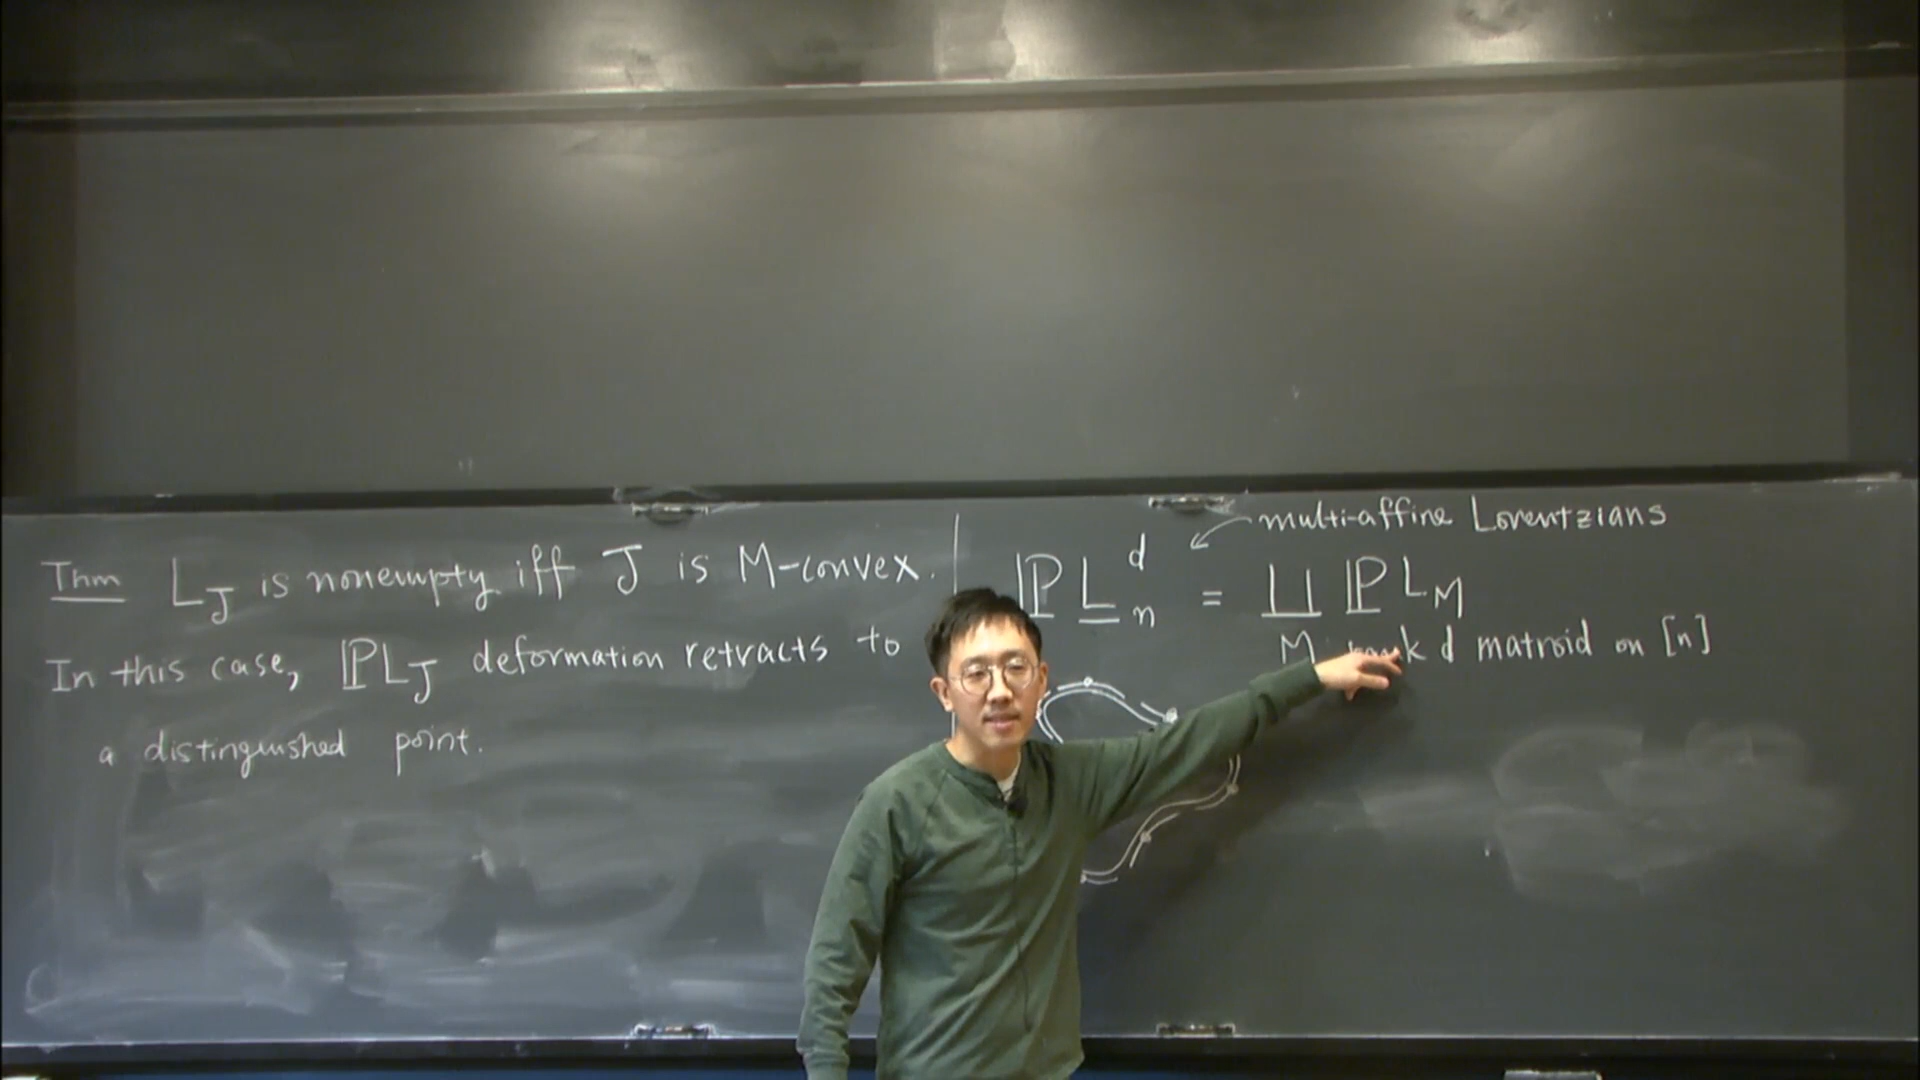 Thm L_J is nonempty iff J is M-convex.
In this case, ℙL_J deformation retracts to
a distinguished point.
multi-affine Lorentzians
ℙL̲_n^d = ∐ ℙL_M
M rank d matroid on [n]